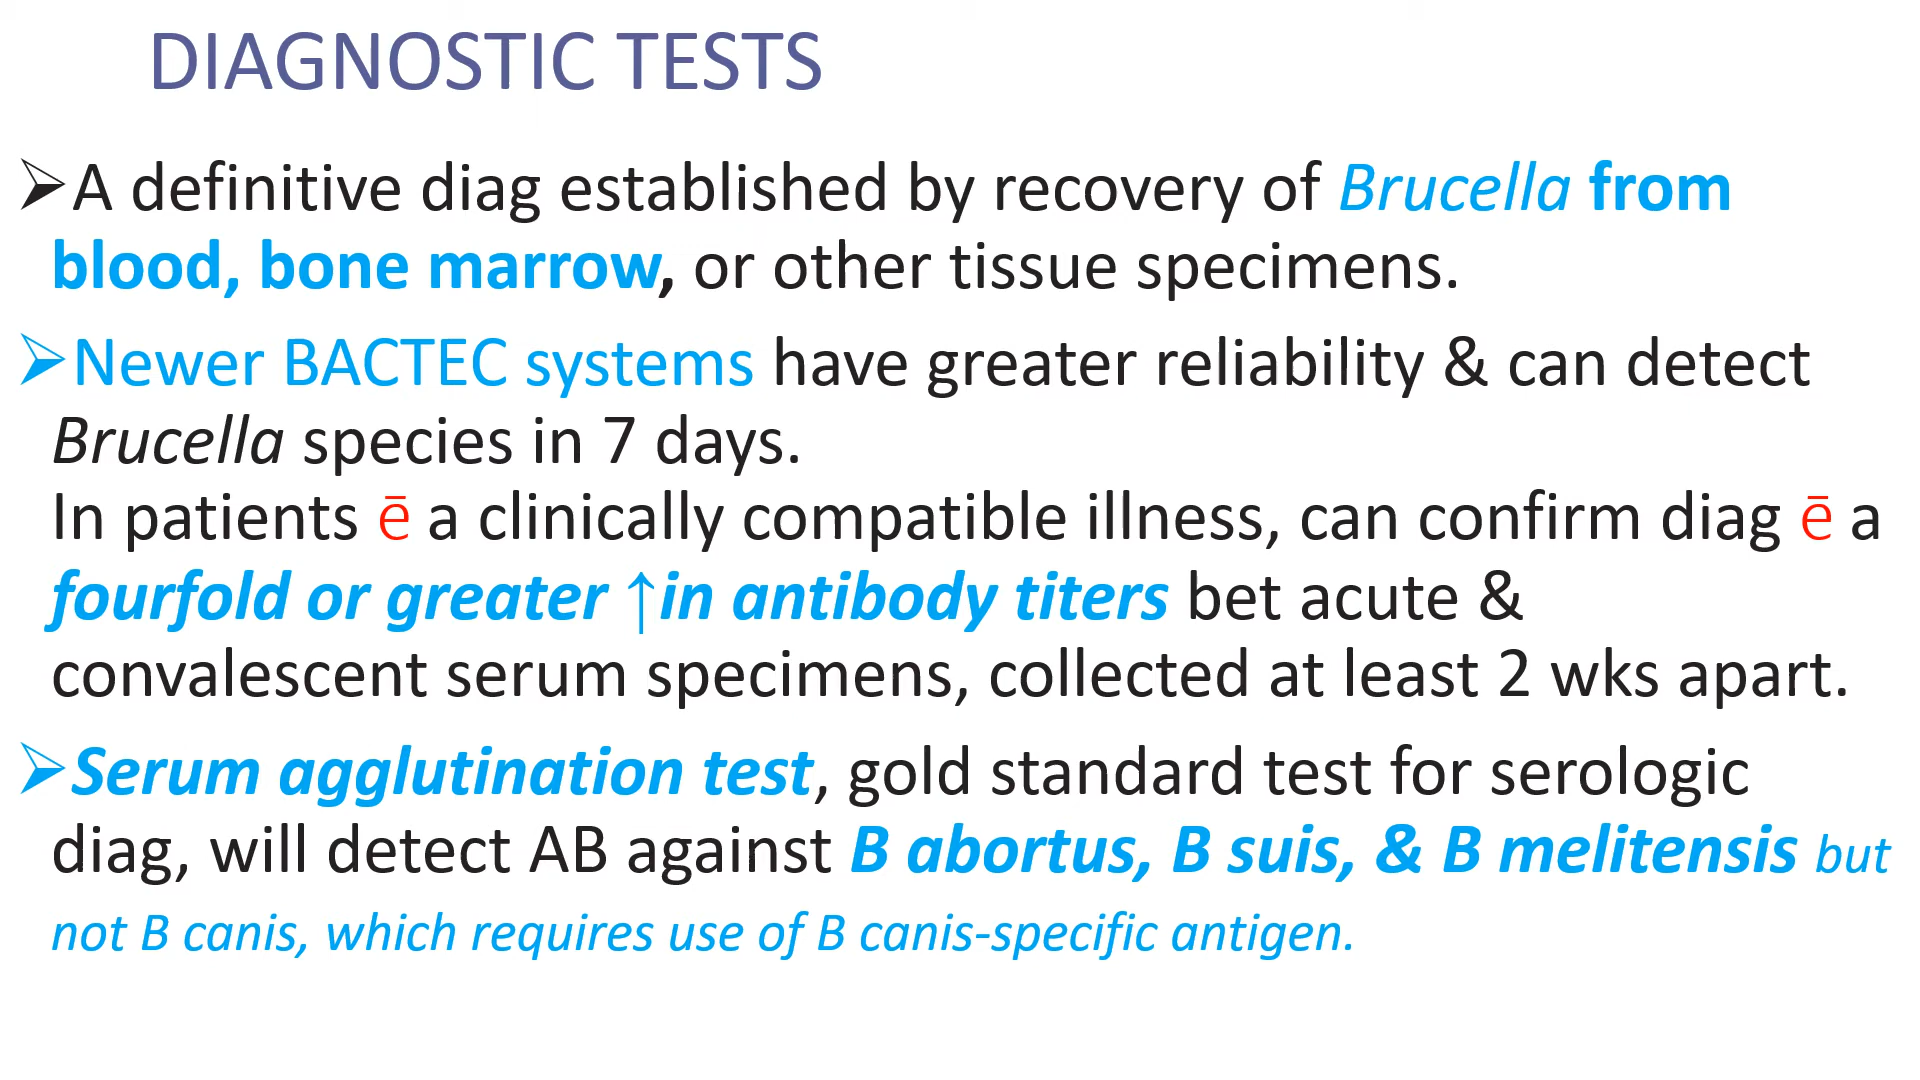 DIAGNOSTIC TESTS
➢A definitive diag established by recovery of Brucella from
blood, bone marrow, or other tissue specimens.
➢Newer BACTEC systems have greater reliability & can detect
Brucella species in 7 days.
In patients ē a clinically compatible illness, can confirm diag ē a
fourfold or greater ↑in antibody titers bet acute &
convalescent serum specimens, collected at least 2 wks apart.
➢Serum agglutination test, gold standard test for serologic
diag, will detect AB against B abortus, B suis, & B melitensis but
not B canis, which requires use of B canis-specific antigen.